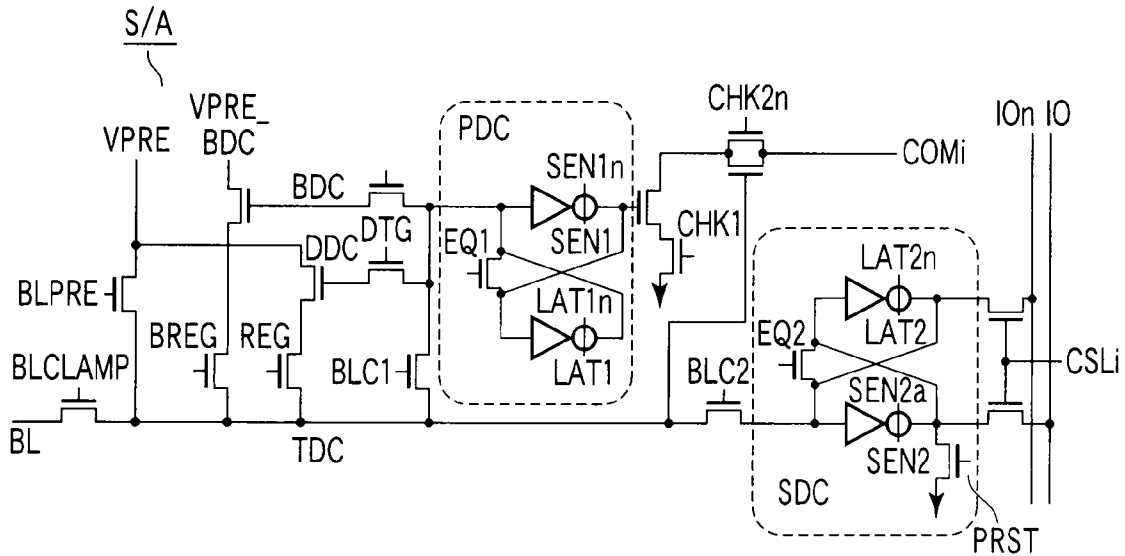 S/A
VPRE_
BDC
VPRE
BDC
DTG
DDC
BLPRE
BREG
REG
BLCLAMP
BLC1
BL
TDC
PDC
SEN1n
SEN1
EQ1
LAT1n
LAT1
CHK1
CHK2n
COMi
IOn IO
BLC2
EQ2
LAT2n
LAT2
SEN2a
SEN2
SDC
CSLi
PRST